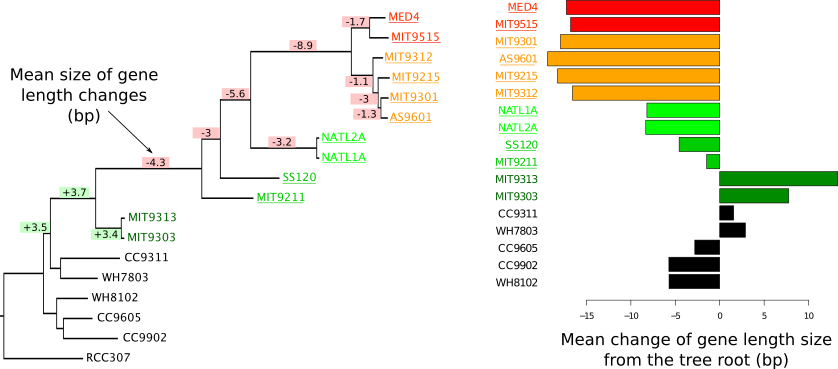 MED4
-1.7
MIT9515
-8.9
MIT9312
-1.1
MIT9215
-5.6
-3
MIT9301
-1.3
AS9601
Mean size of gene
length changes
(bp)
-3
-3.2
NATL2A
NATL1A
-4.3
SS120
+3.7
MIT9211
MIT9313
+3.5
+3.4
MIT9303
CC9311
WH7803
WH8102
CC9605
CC9902
RCC307
MED4
MIT9515
MIT9301
AS9601
MIT9215
MIT9312
NATL1A
NATL2A
SS120
MIT9211
MIT9313
MIT9303
CC9311
WH7803
CC9605
CC9902
WH8102
−15 −10 −5 0 5 10
Mean change of gene length size
from the tree root (bp)